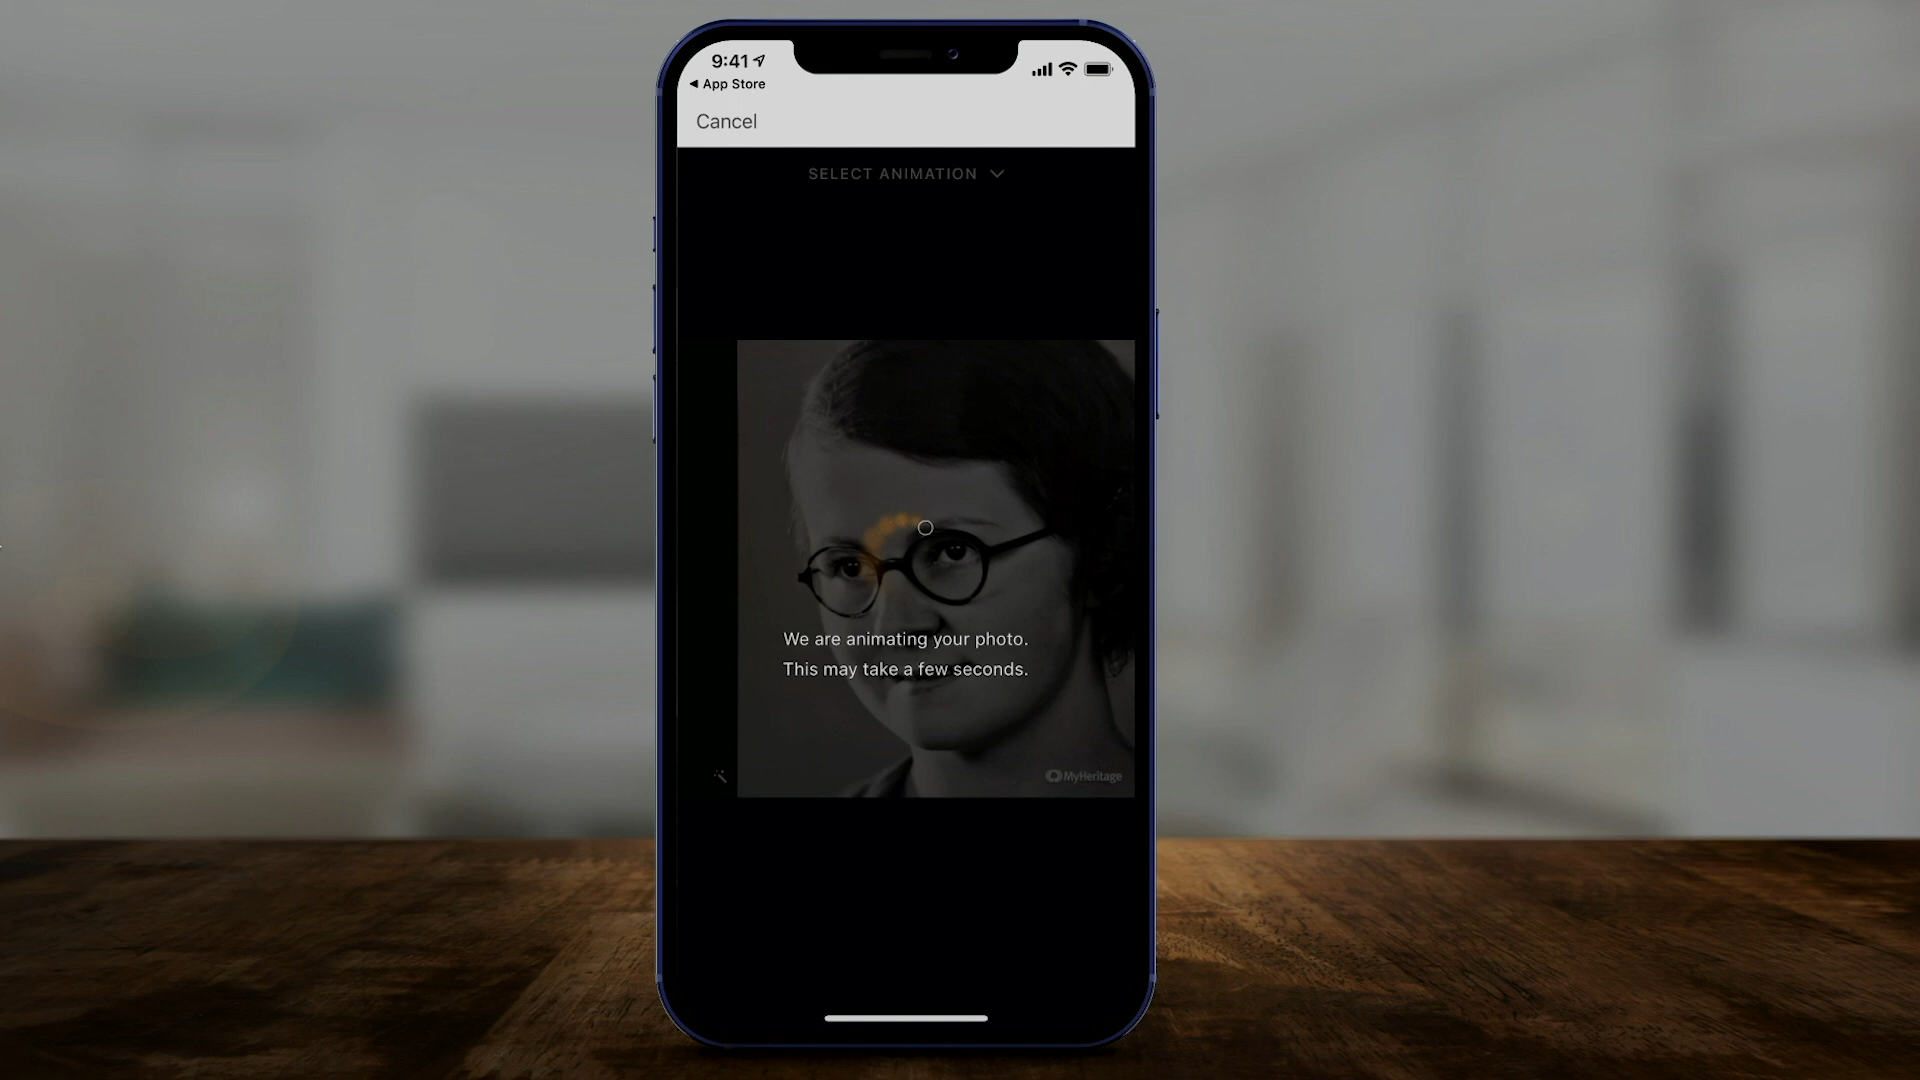 9:41
App Store
Cancel
SELECT ANIMATION
We are animating your photo.
This may take a few seconds.
MyHeritage